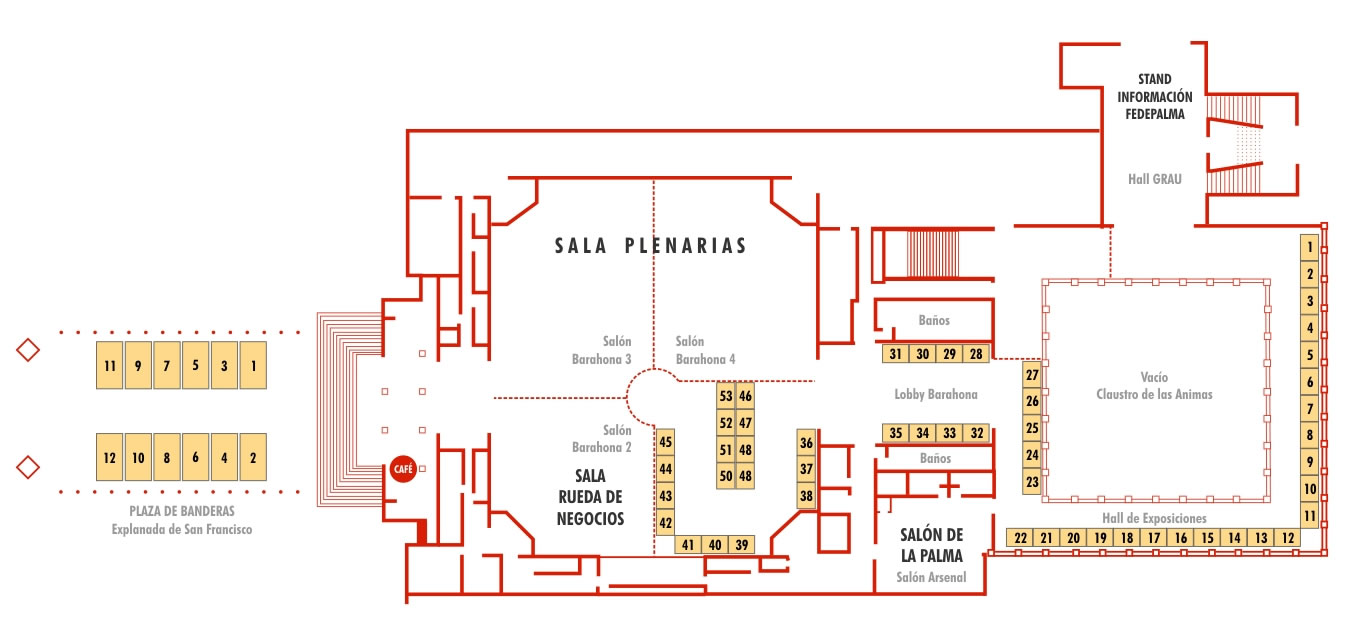 STAND
INFORMACIÓN
FEDEPALMA
Hall GRAU
SALA PLENARIAS
Salón
Barahona 3
Salón
Barahona 4
Salón
Barahona 2
SALA
RUEDA DE
NEGOCIOS
53 46
52 47
51 48
50 48
45
44
43
42
41 40 39
36
37
38
Baños
31 30 29 28
Lobby Barahona
35 34 33 32
Baños
SALÓN DE
LA PALMA
Salón Arsenal
27
26
25
24
23
Vacío
Claustro de las Animas
Hall de Exposiciones
1
2
3
4
5
6
7
8
9
10
11
22 21 20 19 18 17 16 15 14 13 12
11 9 7 5 3 1
12 10 8 6 4 2
PLAZA DE BANDERAS
Explanada de San Francisco
CAFÉ